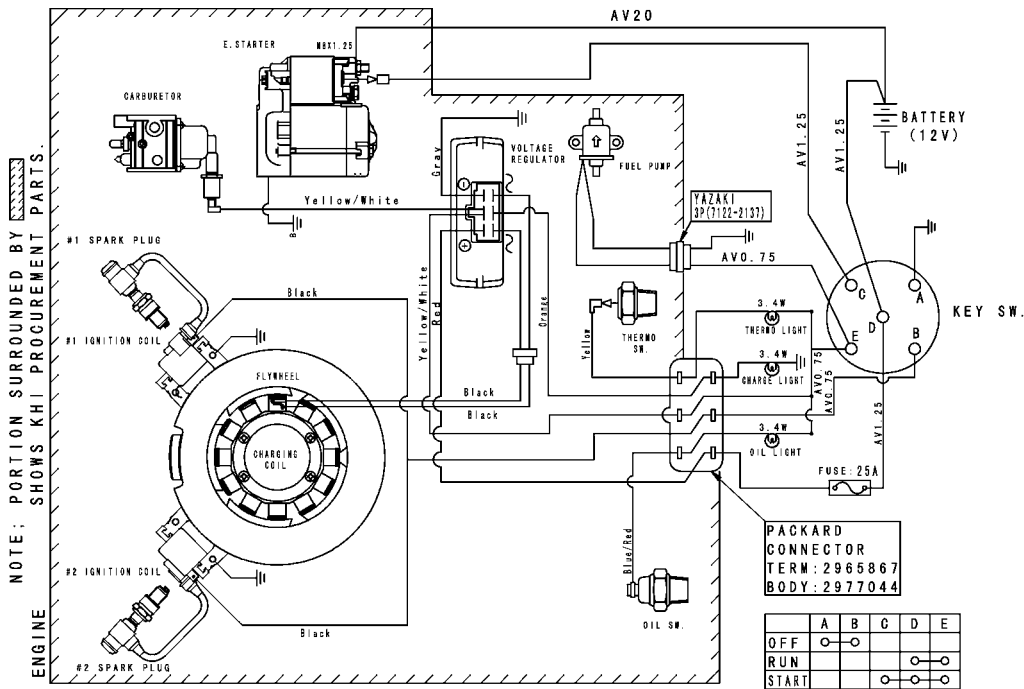 NOTE; PORTION SURROUNDED BY
SHOWS KHI PROCUREMENT PARTS.
ENGINE
AV20
E.STARTER
M8X1.25
CARBURETOR
B
Yellow/White
Gray
VOLTAGE
REGULATOR
FUEL PUMP
YAZAKI
3P(7122-2137)
AV0.75
AV1.25
AV1.25
BATTERY
(12V)
#1 SPARK PLUG
#1 IGNITION COIL
Black
Yellow/White
Red
Orange
Yellow
THERMO
SW.
3.4W
THERMO LIGHT
3.4W
CHARGE LIGHT
3.4W
OIL LIGHT
AV0.75
AV0.75
AV1.25
C
A
D
E
B
KEY SW.
FLYWHEEL
CHARGING
COIL
Black
Black
FUSE:25A
#2 IGNITION COIL
#2 SPARK PLUG
Black
Blue/Red
OIL SW.
PACKARD
CONNECTOR
TERM:2965867
BODY:2977044
A B C D E
OFF
RUN
START